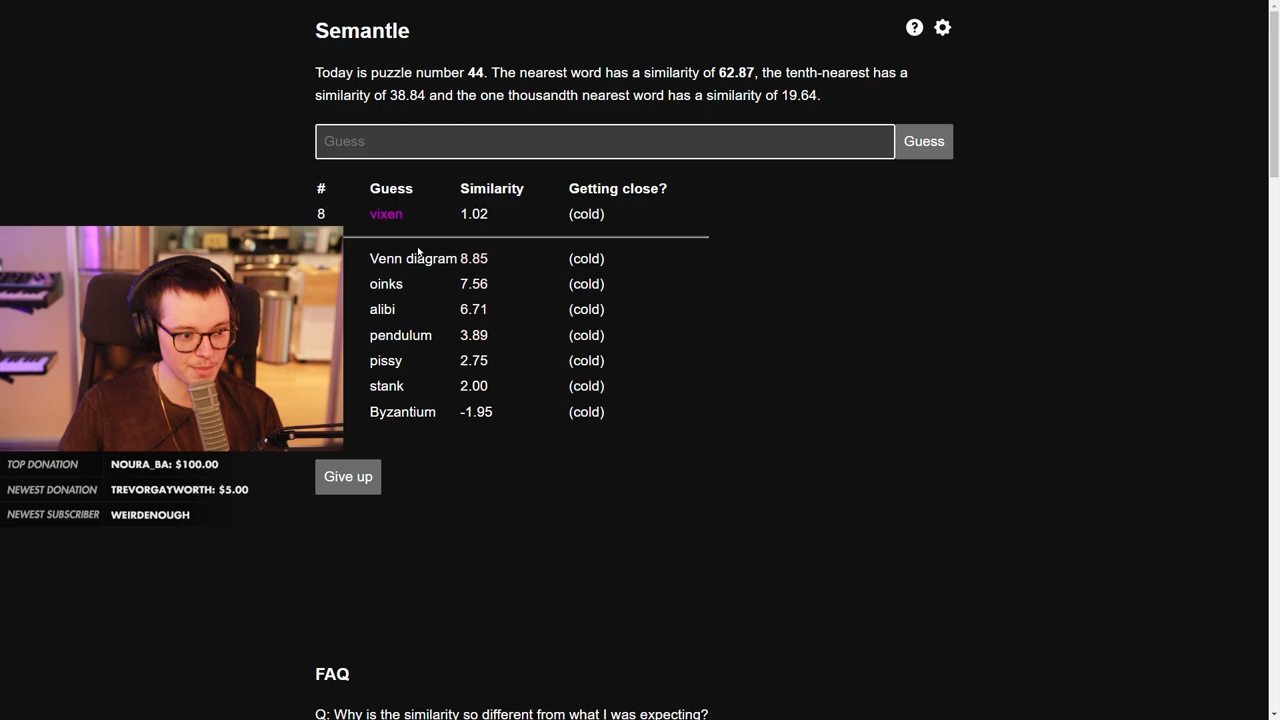 Semantle
Today is puzzle number 44. The nearest word has a similarity of 62.87, the tenth-nearest has a
similarity of 38.84 and the one thousandth nearest word has a similarity of 19.64.
Guess Guess
# Guess Similarity Getting close?
8 vixen 1.02 (cold)
Venn diagram 8.85 (cold)
oinks 7.56 (cold)
alibi 6.71 (cold)
pendulum 3.89 (cold)
pissy 2.75 (cold)
stank 2.00 (cold)
Byzantium -1.95 (cold)
TOP DONATION NOURA_BA: $100.00
NEWEST DONATION TREVORGAYWORTH: $5.00
NEWEST SUBSCRIBER WEIRDENOUGH
Give up
FAQ
Q: Why is the similarity so different from what I was expecting?